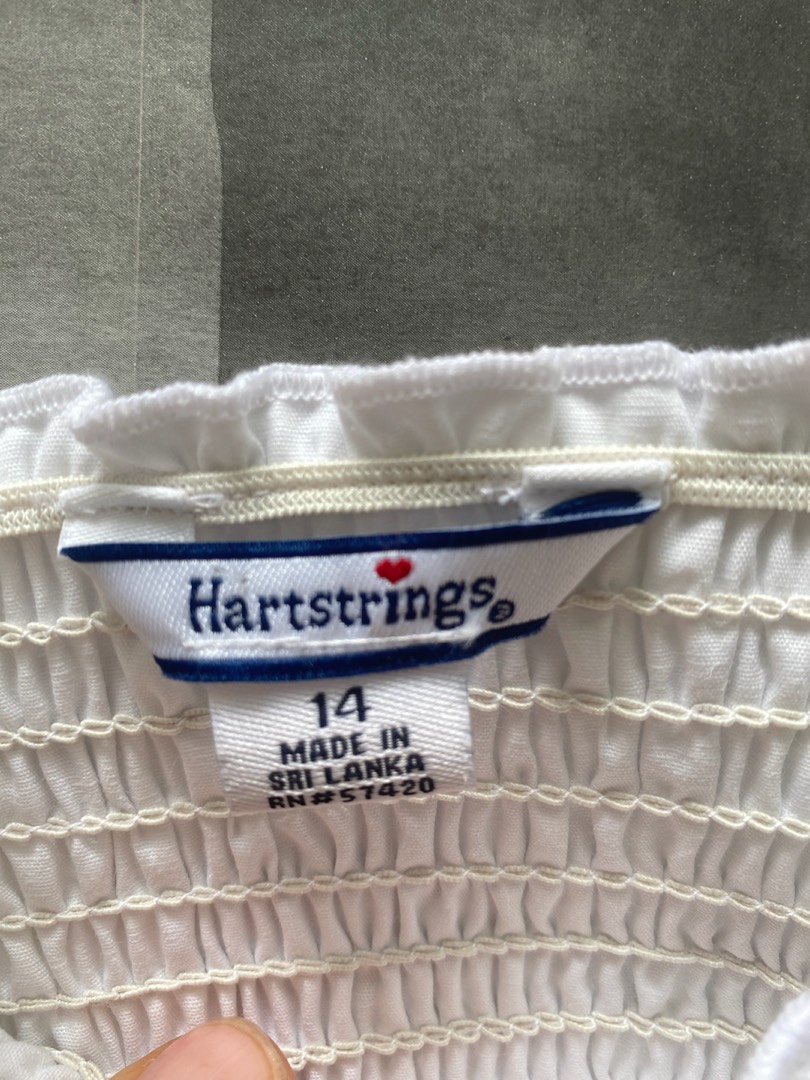 Hartstrings®
14
MADE IN
SRI LANKA
RN#57420